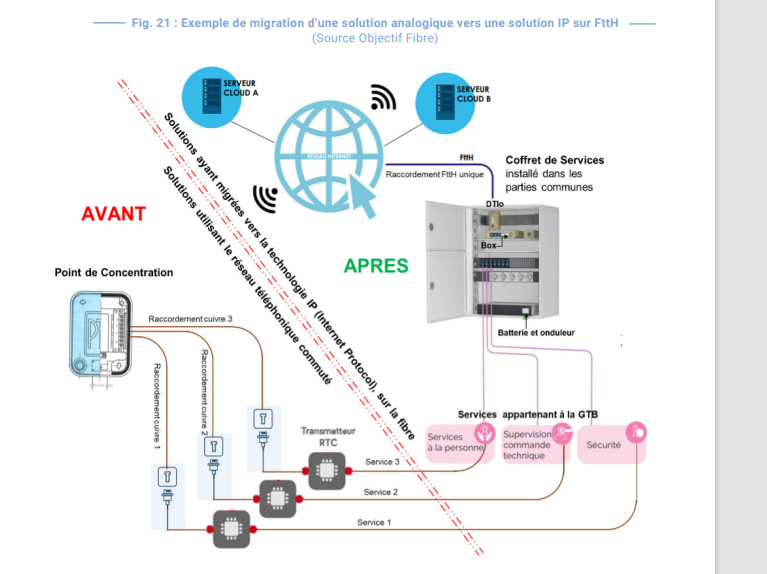 Fig. 21 : Exemple de migration d'une solution analogique vers une solution IP sur FttH
(Source Objectif Fibre)
SERVEUR
CLOUD A
SERVEUR
CLOUD B
RESEAU INTERNET
FttH
Raccordement FttH unique
Coffret de Services
installé dans les
parties communes
DTIo
Box
Batterie et onduleur
Solutions ayant migrées vers la technologie IP (Internet Protocol), sur la fibre
Solutions utilisant le réseau téléphonique commuté
AVANT
APRES
Point de Concentration
Raccordement cuivre 3
Raccordement cuivre 2
Raccordement cuivre 1
Transmetteur
RTC
Services appartenant à la GTB
Services
à la personne
Supervision
commande
technique
Sécurité
Service 3
Service 2
Service 1